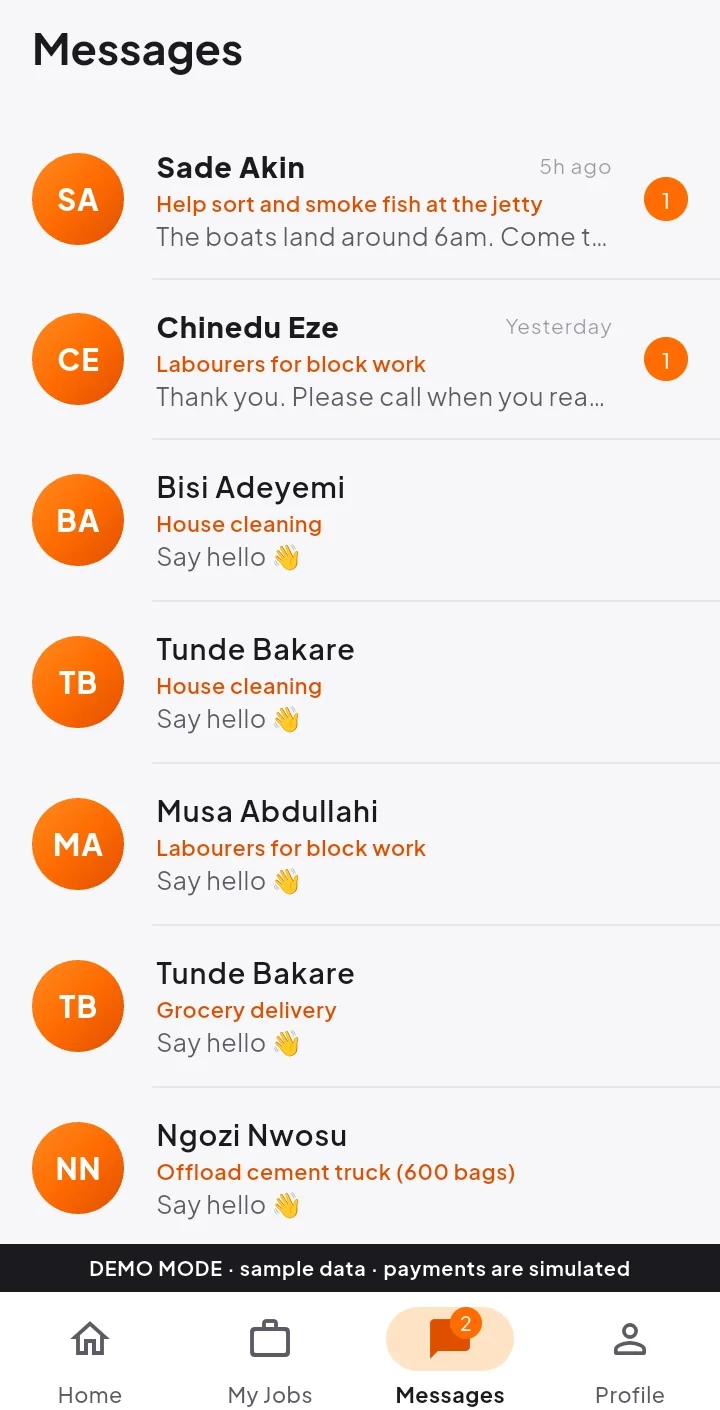 Messages
SA
Sade Akin
5h ago
Help sort and smoke fish at the jetty
The boats land around 6am. Come t…
1
CE
Chinedu Eze
Yesterday
Labourers for block work
Thank you. Please call when you rea…
1
BA
Bisi Adeyemi
House cleaning
Say hello 👋
TB
Tunde Bakare
House cleaning
Say hello 👋
MA
Musa Abdullahi
Labourers for block work
Say hello 👋
TB
Tunde Bakare
Grocery delivery
Say hello 👋
NN
Ngozi Nwosu
Offload cement truck (600 bags)
Say hello 👋
DEMO MODE · sample data · payments are simulated
2
Home
My Jobs
Messages
Profile